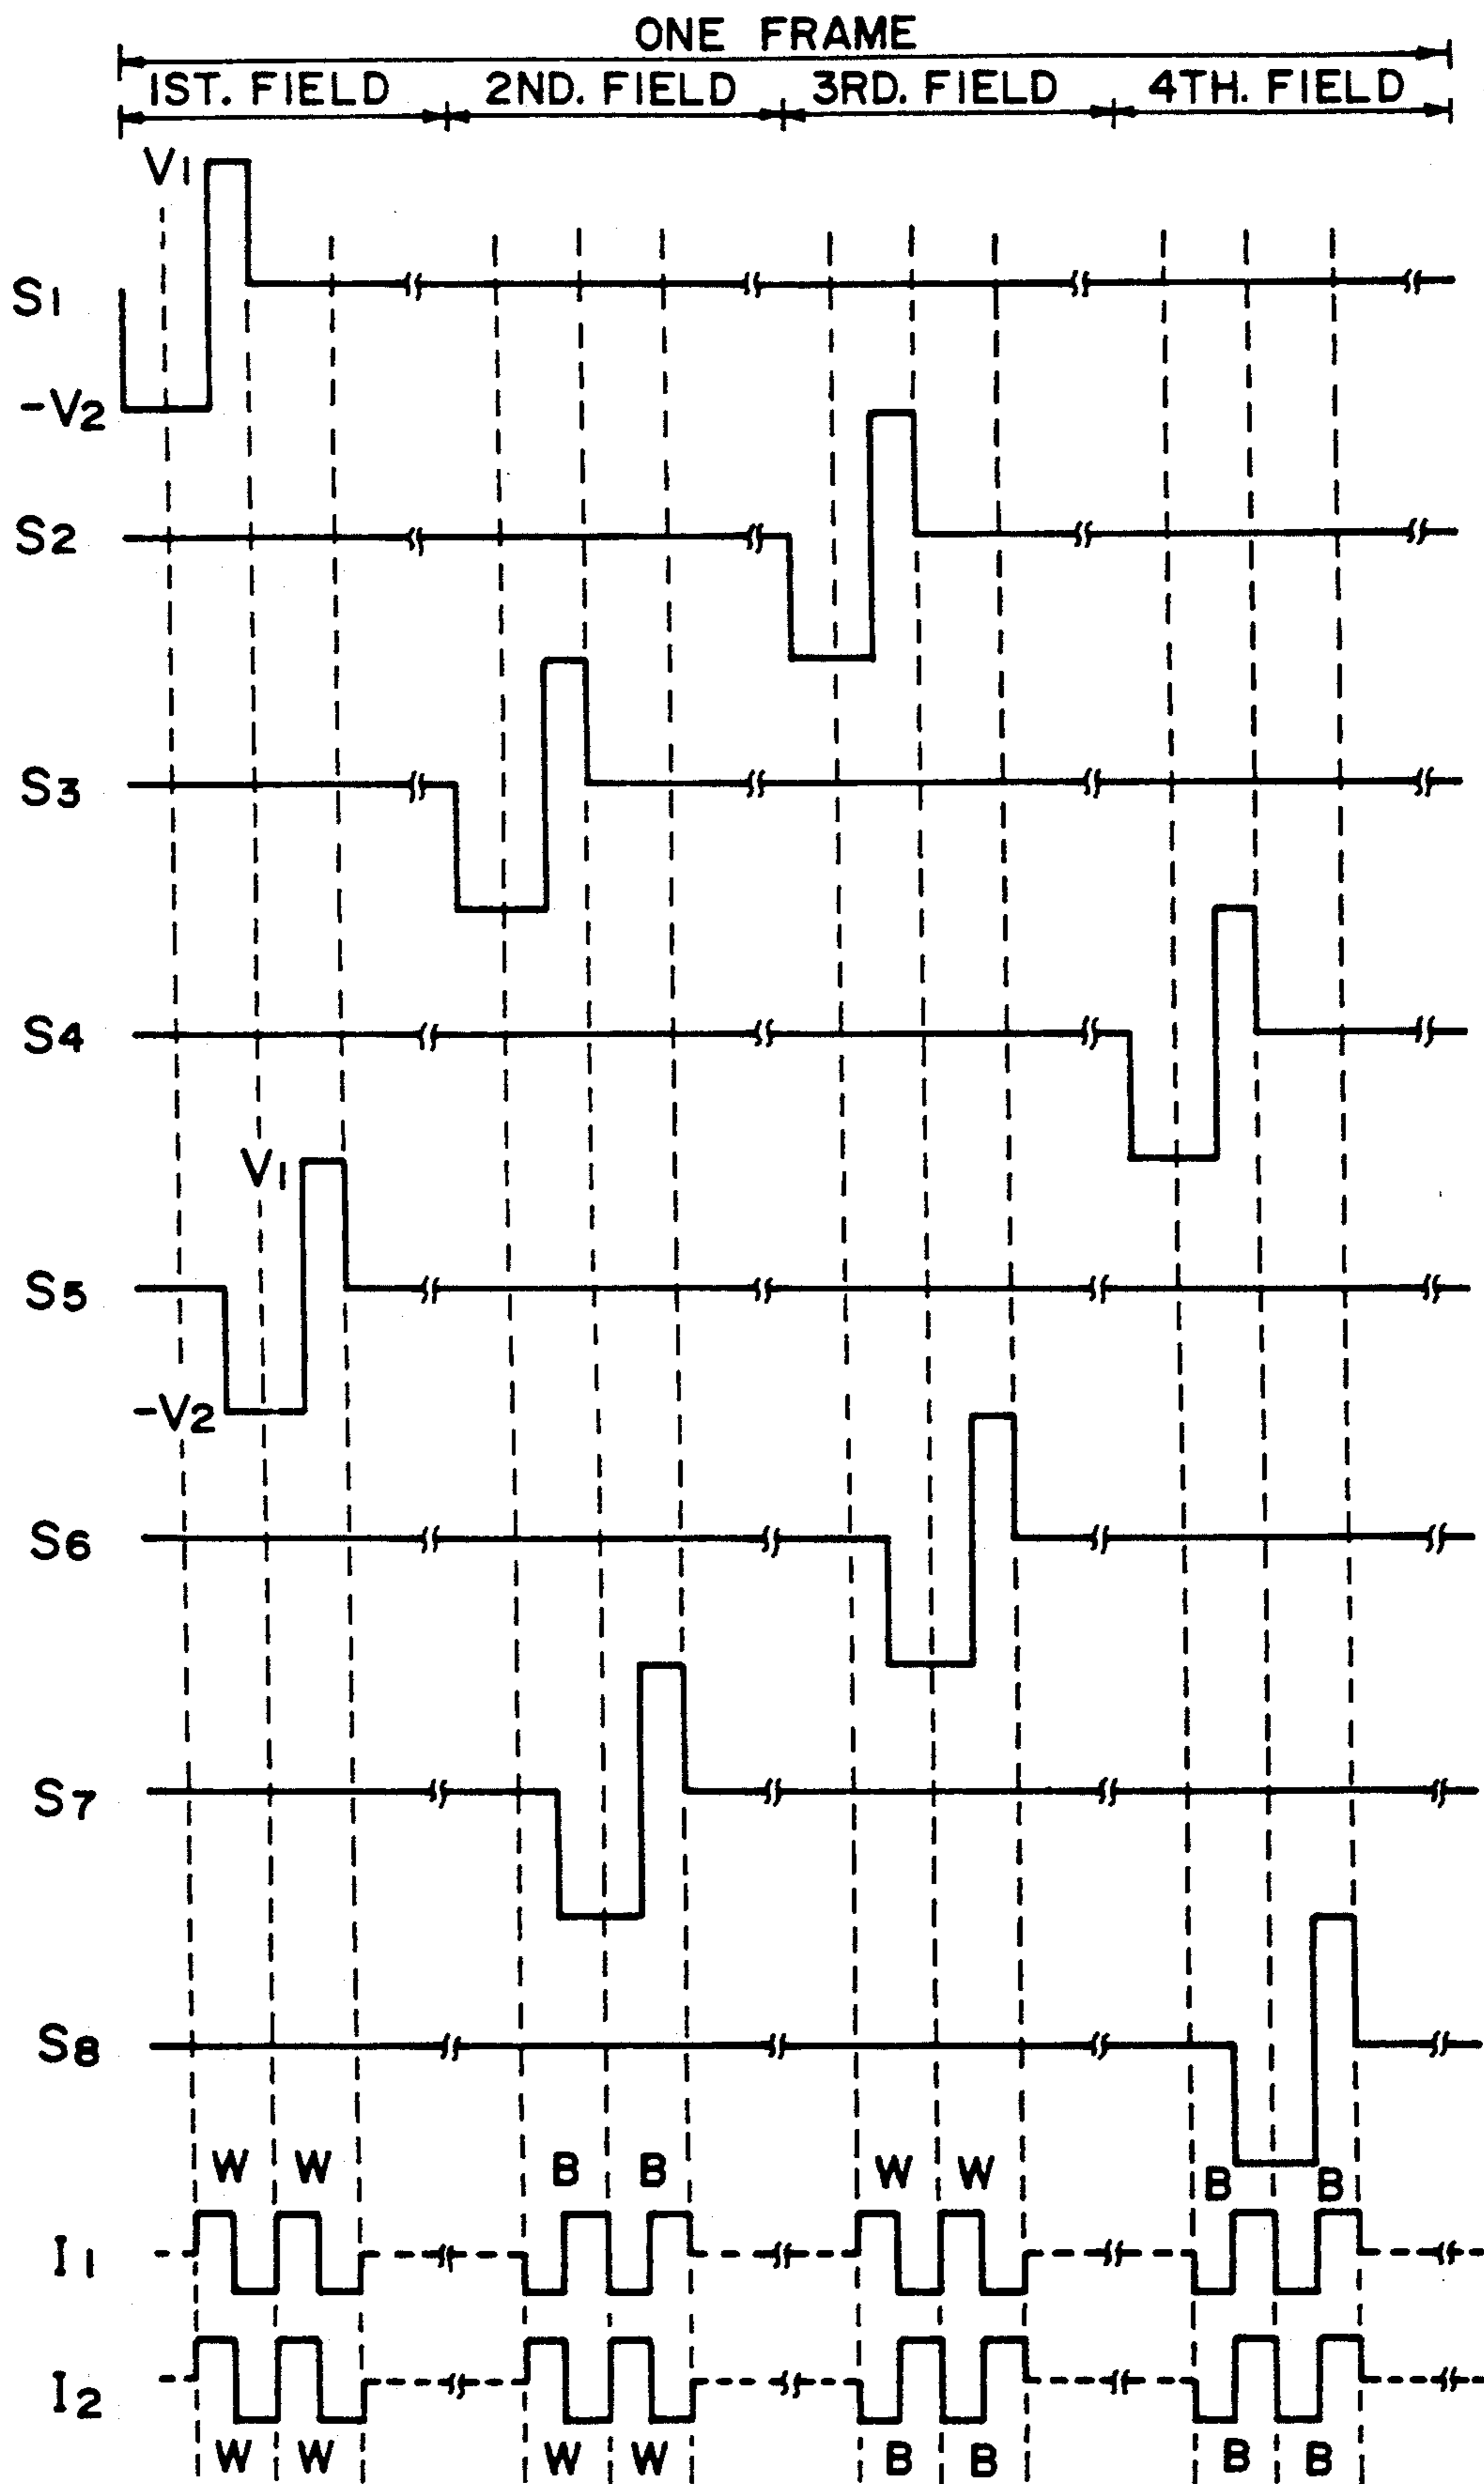 ONE FRAME
1ST. FIELD 2ND. FIELD 3RD. FIELD 4TH. FIELD
V1
S1
-V2
S2
S3
S4
V1
S5
-V2
S6
S7
S8
W W B B W W B B
I1
I2
W W W W B B B B